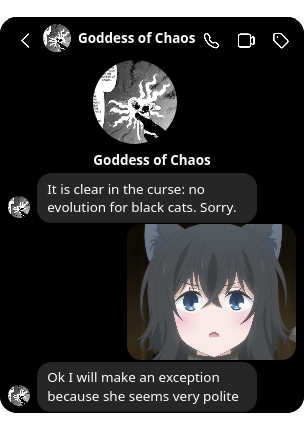 Goddess of Chaos
Goddess of Chaos
It is clear in the curse: no
evolution for black cats. Sorry.
Ok I will make an exception
because she seems very polite